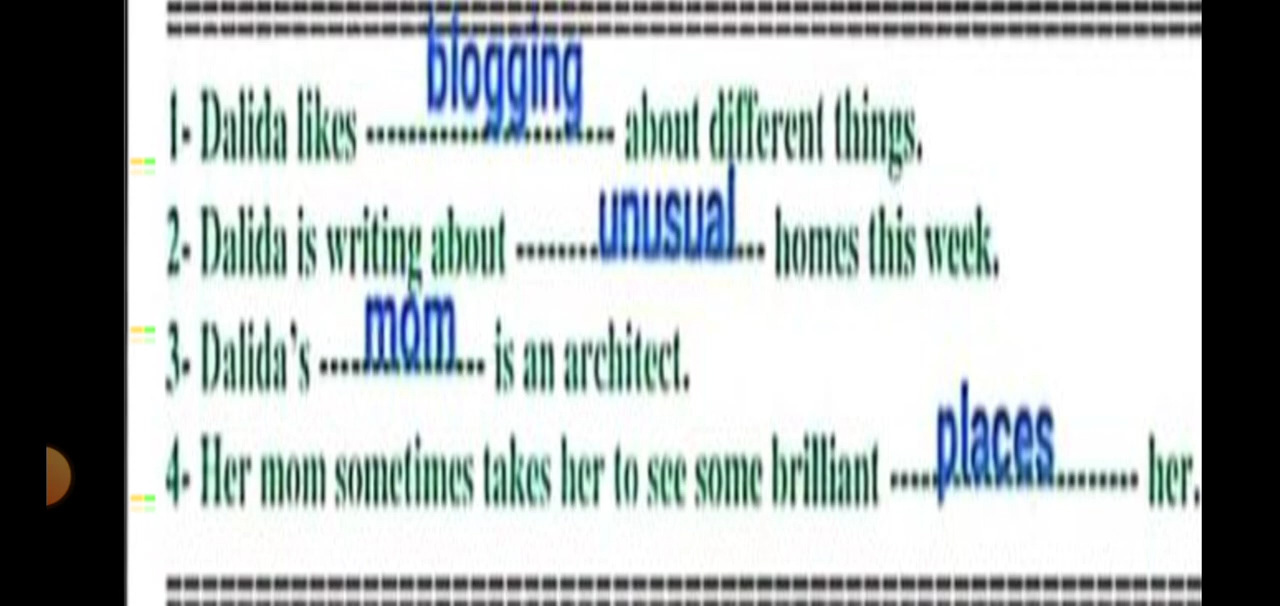 1- Dalida likes ---------blogging--------- about different things.
2- Dalida is writing about --------unusual--- homes this week.
3- Dalida's -----mom--- is an architect.
4- Her mom sometimes takes her to see some brilliant ----places-------- her.